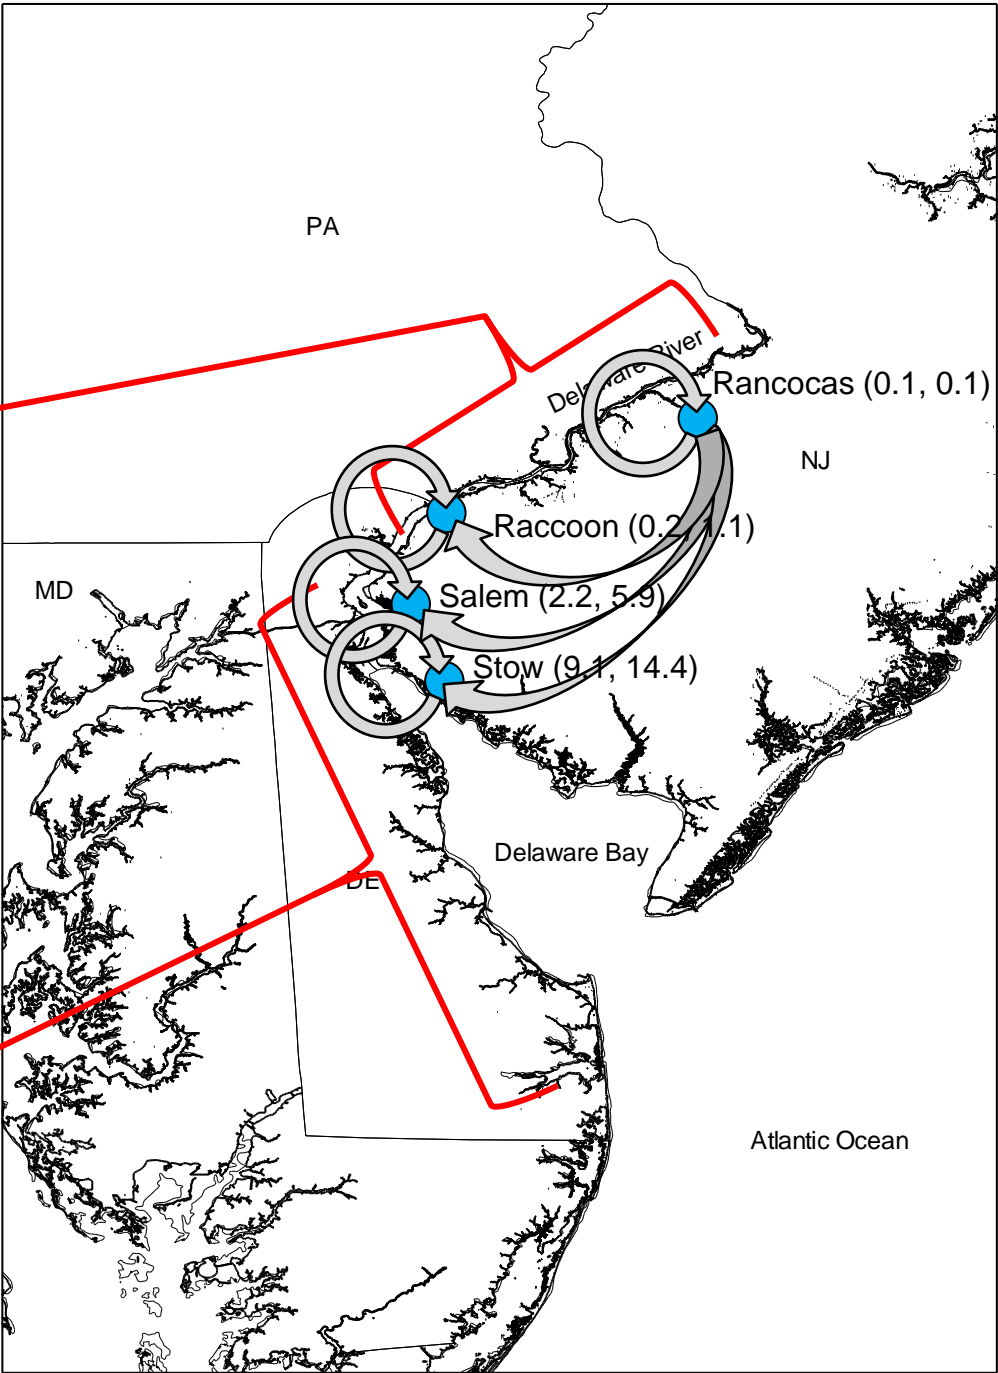 PA
Delaware River
Rancocas (0.1, 0.1)
NJ
Raccoon (0.2, 1.1)
MD
Salem (2.2, 5.9)
Stow (9.1, 14.4)
Delaware Bay
DE
Atlantic Ocean